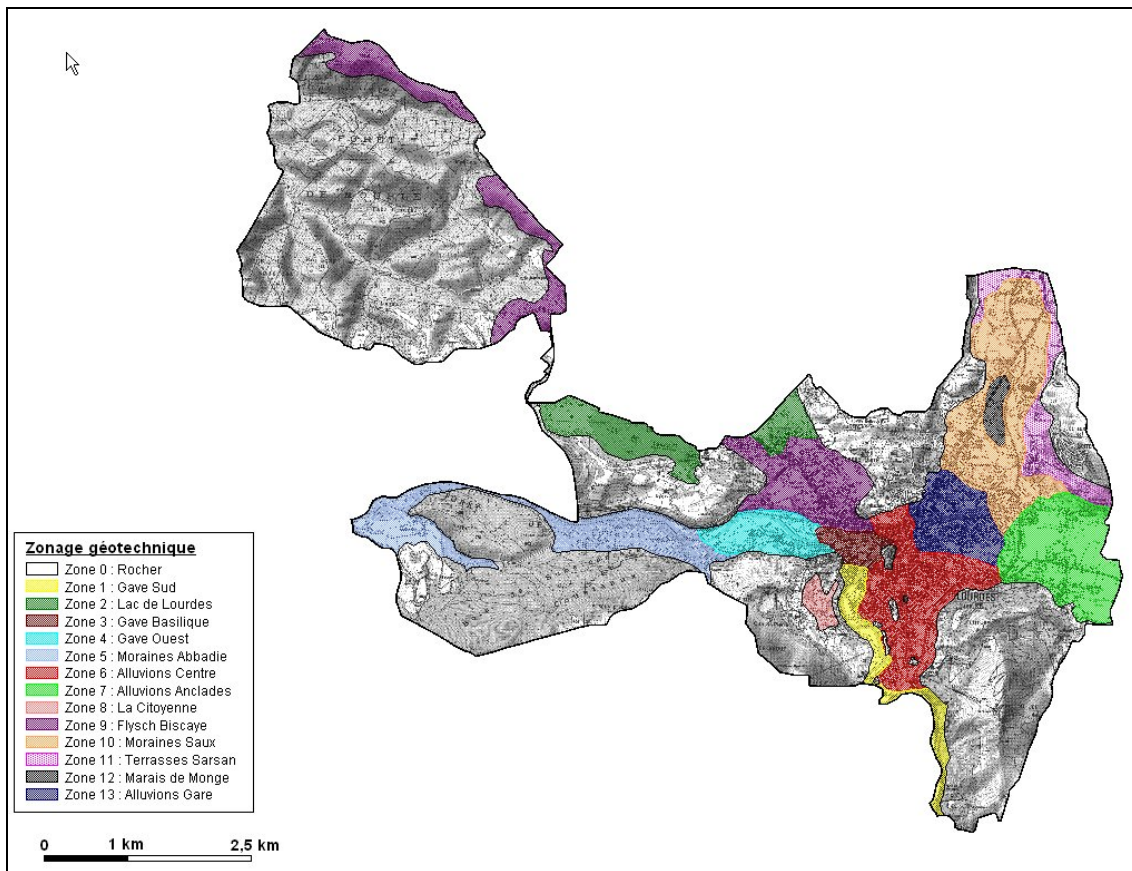 FORET
LOURDES
Zonage géotechnique
Zone 0 : Rocher
Zone 1 : Gave Sud
Zone 2 : Lac de Lourdes
Zone 3 : Gave Basilique
Zone 4 : Gave Ouest
Zone 5 : Moraines Abbadie
Zone 6 : Alluvions Centre
Zone 7 : Alluvions Anclades
Zone 8 : La Citoyenne
Zone 9 : Flysch Biscaye
Zone 10 : Moraines Saux
Zone 11 : Terrasses Sarsan
Zone 12 : Marais de Monge
Zone 13 : Alluvions Gare
0 1 km 2,5 km